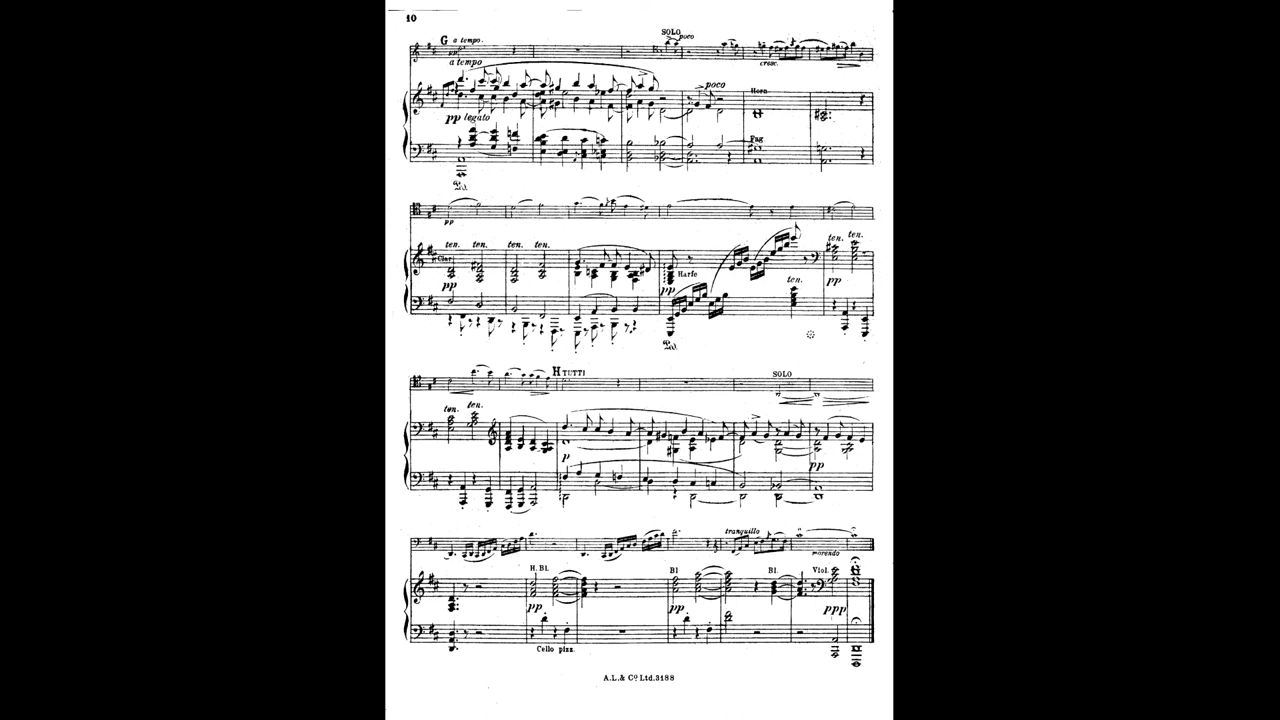 10
G a tempo.
SOLO
poco
cresc.
a tempo
poco
pp legato
Horn
Fag
pp
ten. ten. ten. ten.
Clar
pp
Harfe
pp
ten.
ten. ten.
pp
H TUTTI
SOLO
ten. ten.
p
pp
tranquillo
morendo
H. Bl.
Bl
Bl.
Viol.
pp
pp
ppp
Cello pizz.
A.L.& Co. Ltd. 3188